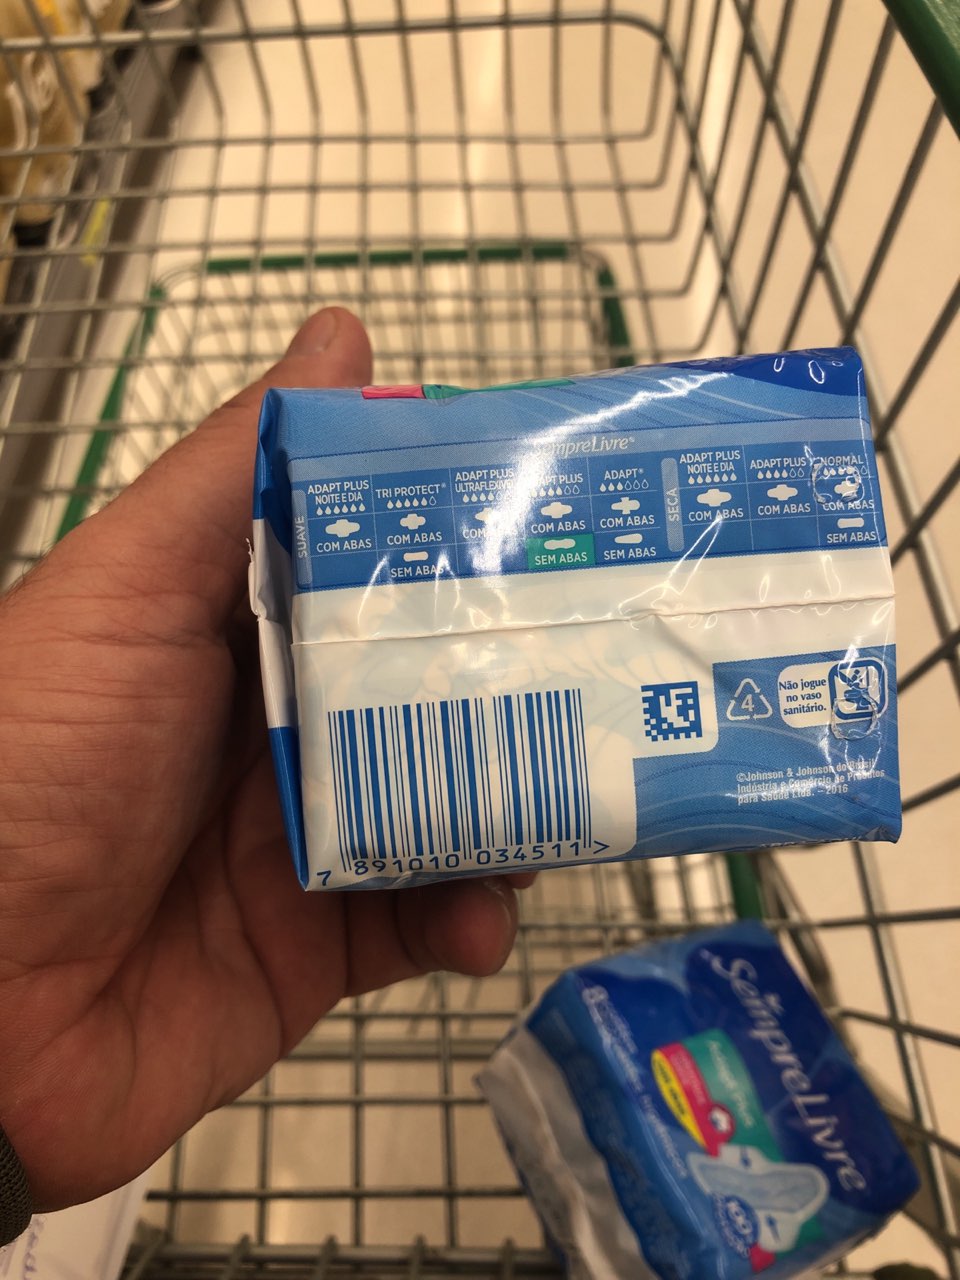 SempreLivre®
SUAVE
ADAPT PLUS
NOITE E DIA
COM ABAS
TRI PROTECT®
COM ABAS
SEM ABAS
ADAPT PLUS
COM ABAS
SEM ABAS
ADAPT®
COM ABAS
SEM ABAS
SECA
ADAPT PLUS
NOITE E DIA
COM ABAS
ADAPT PLUS
COM ABAS
NORMAL
COM ABAS
SEM ABAS
4
Não jogue
no vaso
sanitário.
©Johnson & Johnson do Brasil
Indústria e Comércio de Produtos
para Saúde Ltda. – 2016
7 891010 034511 >
SempreLivre
Adapt Plus
8